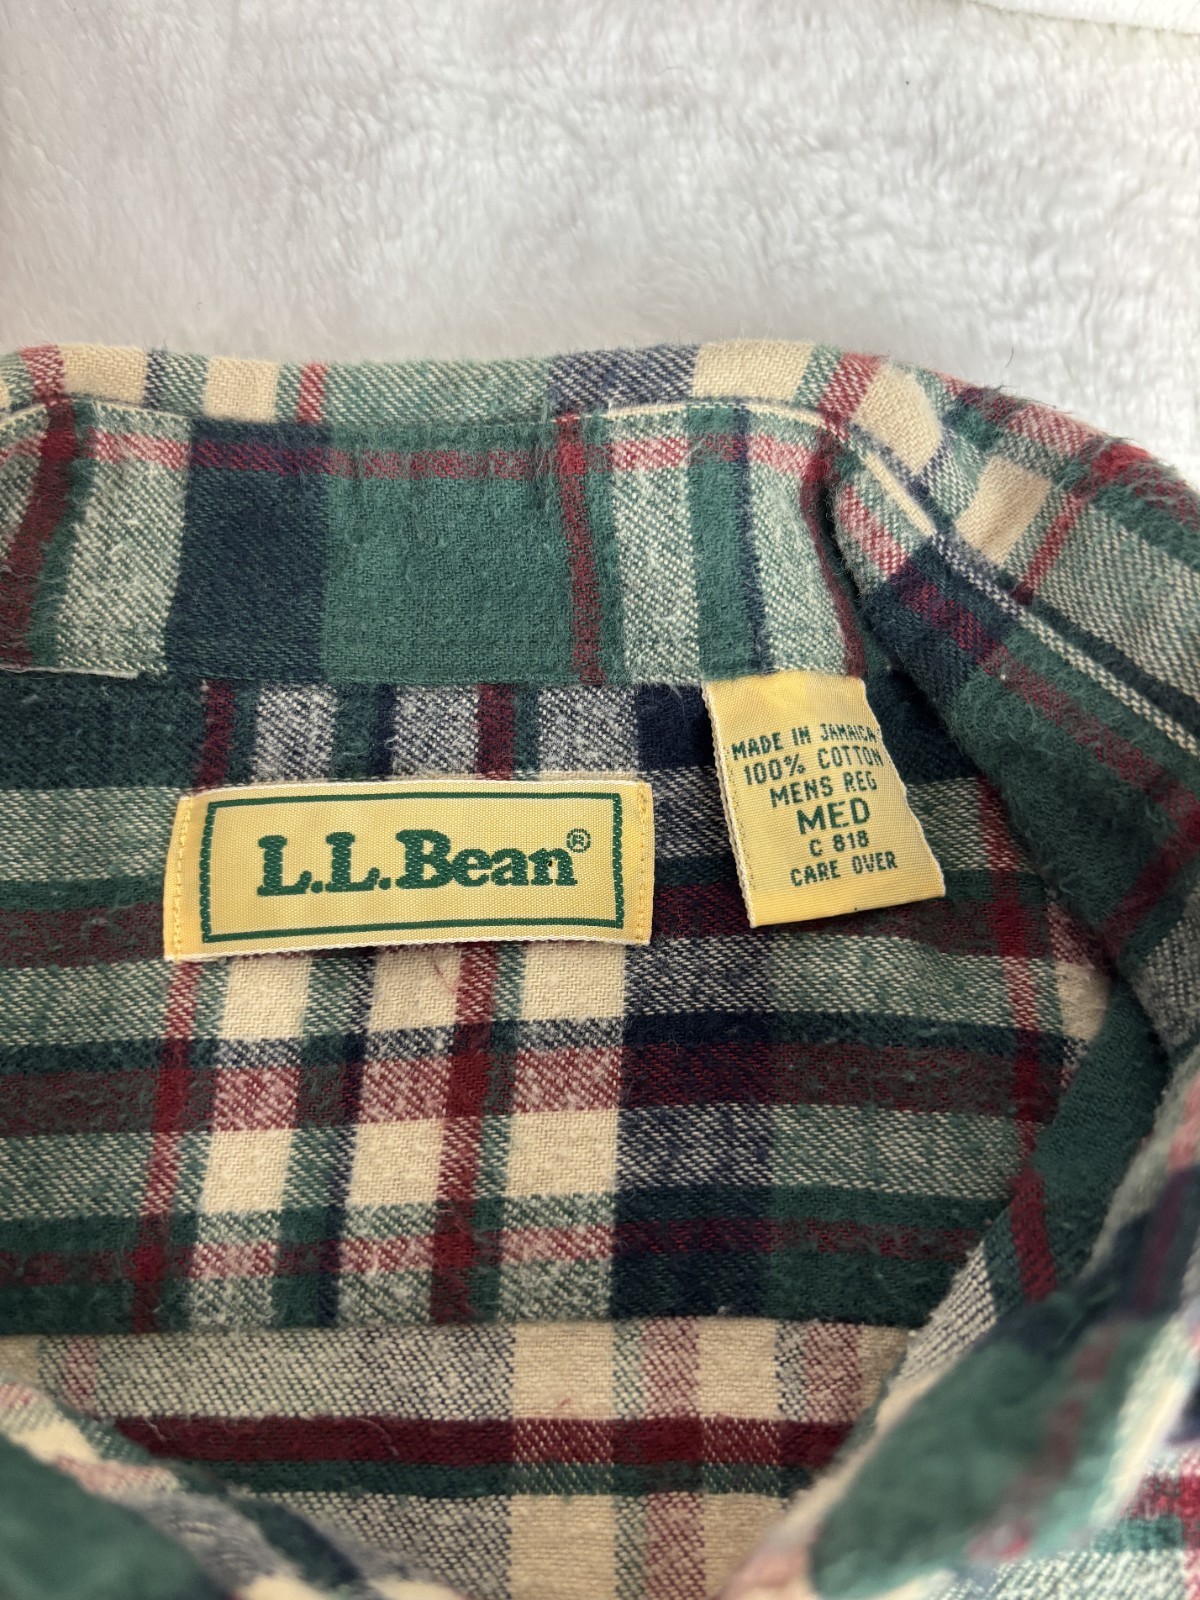 L.L.Bean®
MADE IN JAMAICA
100% COTTON
MENS REG
MED
C 818
CARE OVER